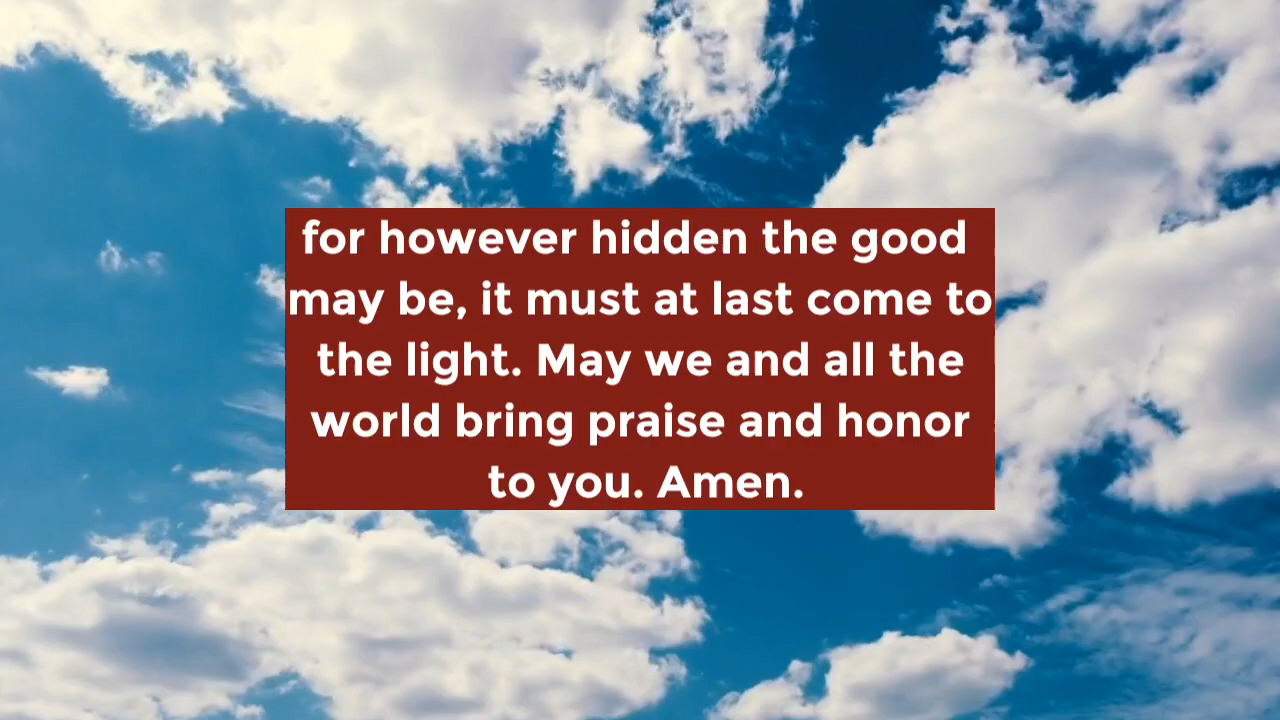 for however hidden the good
may be, it must at last come to
the light. May we and all the
world bring praise and honor
to you. Amen.